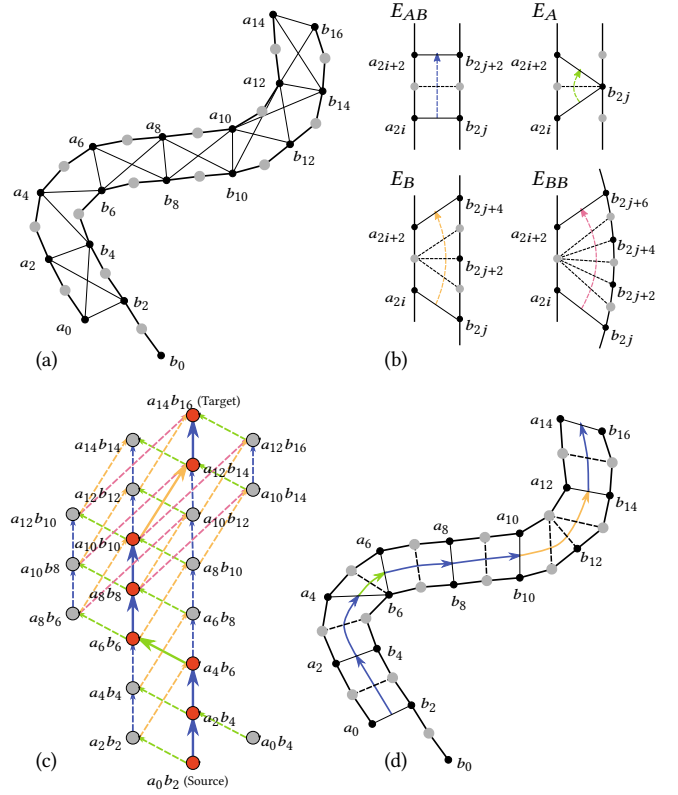 a₁₄
b₁₆
a₁₂
b₁₄
a₁₀
a₈
a₆
b₁₂
b₁₀
b₈
b₆
a₄
b₄
a₂
b₂
a₀
b₀
(a)
E_AB
a₂ᵢ₊₂
b₂ⱼ₊₂
a₂ᵢ
b₂ⱼ
E_A
a₂ᵢ₊₂
b₂ⱼ
a₂ᵢ
E_B
b₂ⱼ₊₄
a₂ᵢ₊₂
b₂ⱼ₊₂
a₂ᵢ
b₂ⱼ
E_BB
b₂ⱼ₊₆
a₂ᵢ₊₂
b₂ⱼ₊₄
b₂ⱼ₊₂
a₂ᵢ
b₂ⱼ
(b)
a₁₄b₁₆ (Target)
a₁₄b₁₄
a₁₂b₁₆
a₁₂b₁₄
a₁₂b₁₂
a₁₀b₁₄
a₁₂b₁₀
a₁₀b₁₂
a₁₀b₁₀
a₁₀b₈
a₈b₁₀
a₈b₈
a₈b₆
a₆b₈
a₆b₆
a₄b₆
a₄b₄
a₂b₄
a₂b₂
a₀b₄
a₀b₂ (Source)
(c)
a₁₄
b₁₆
a₁₂
b₁₄
a₁₀
a₈
a₆
b₁₂
b₁₀
b₈
b₆
a₄
b₄
a₂
b₂
a₀
b₀
(d)